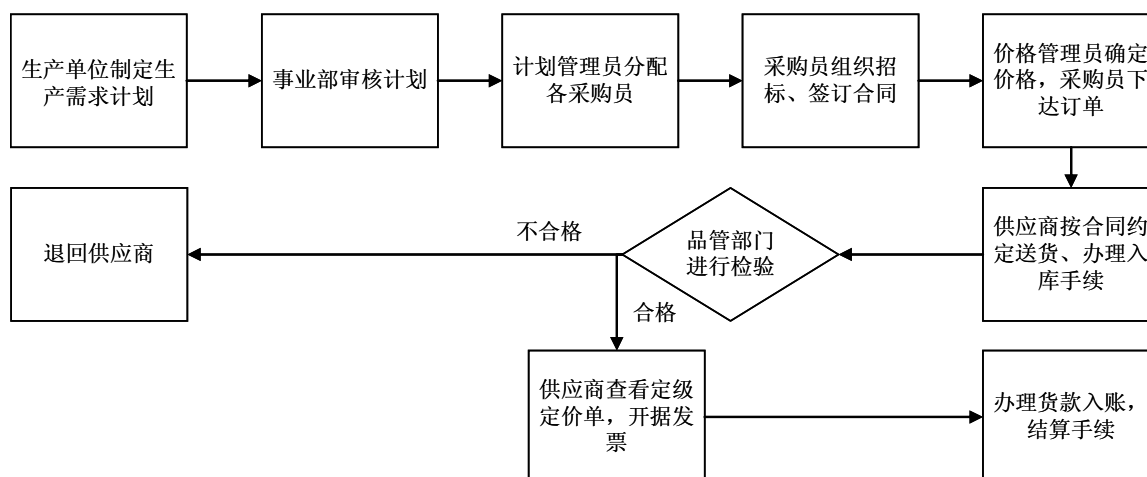 生产单位制定生
产需求计划
事业部审核计划
计划管理员分配
各采购员
采购员组织招
标、签订合同
价格管理员确定
价格，采购员下
达订单
退回供应商
不合格
品管部门
进行检验
供应商按合同约
定送货、办理入
库手续
合格
供应商查看定级
定价单，开据发
票
办理货款入账，
结算手续